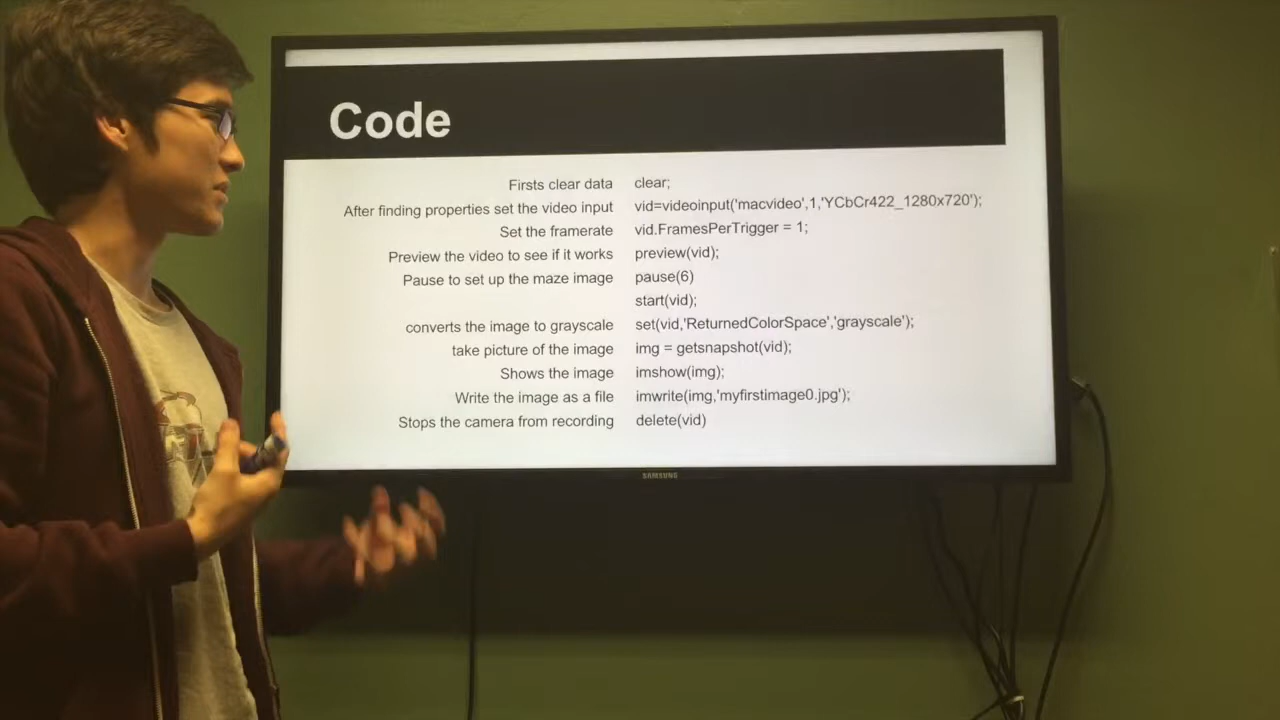 Code
Firsts clear data clear;
After finding properties set the video input vid=videoinput('macvideo',1,'YCbCr422_1280x720');
Set the framerate vid.FramesPerTrigger = 1;
Preview the video to see if it works preview(vid);
Pause to set up the maze image pause(6)
start(vid);
converts the image to grayscale set(vid,'ReturnedColorSpace','grayscale');
take picture of the image img = getsnapshot(vid);
Shows the image imshow(img);
Write the image as a file imwrite(img,'myfirstimage0.jpg');
Stops the camera from recording delete(vid)
SAMSUNG